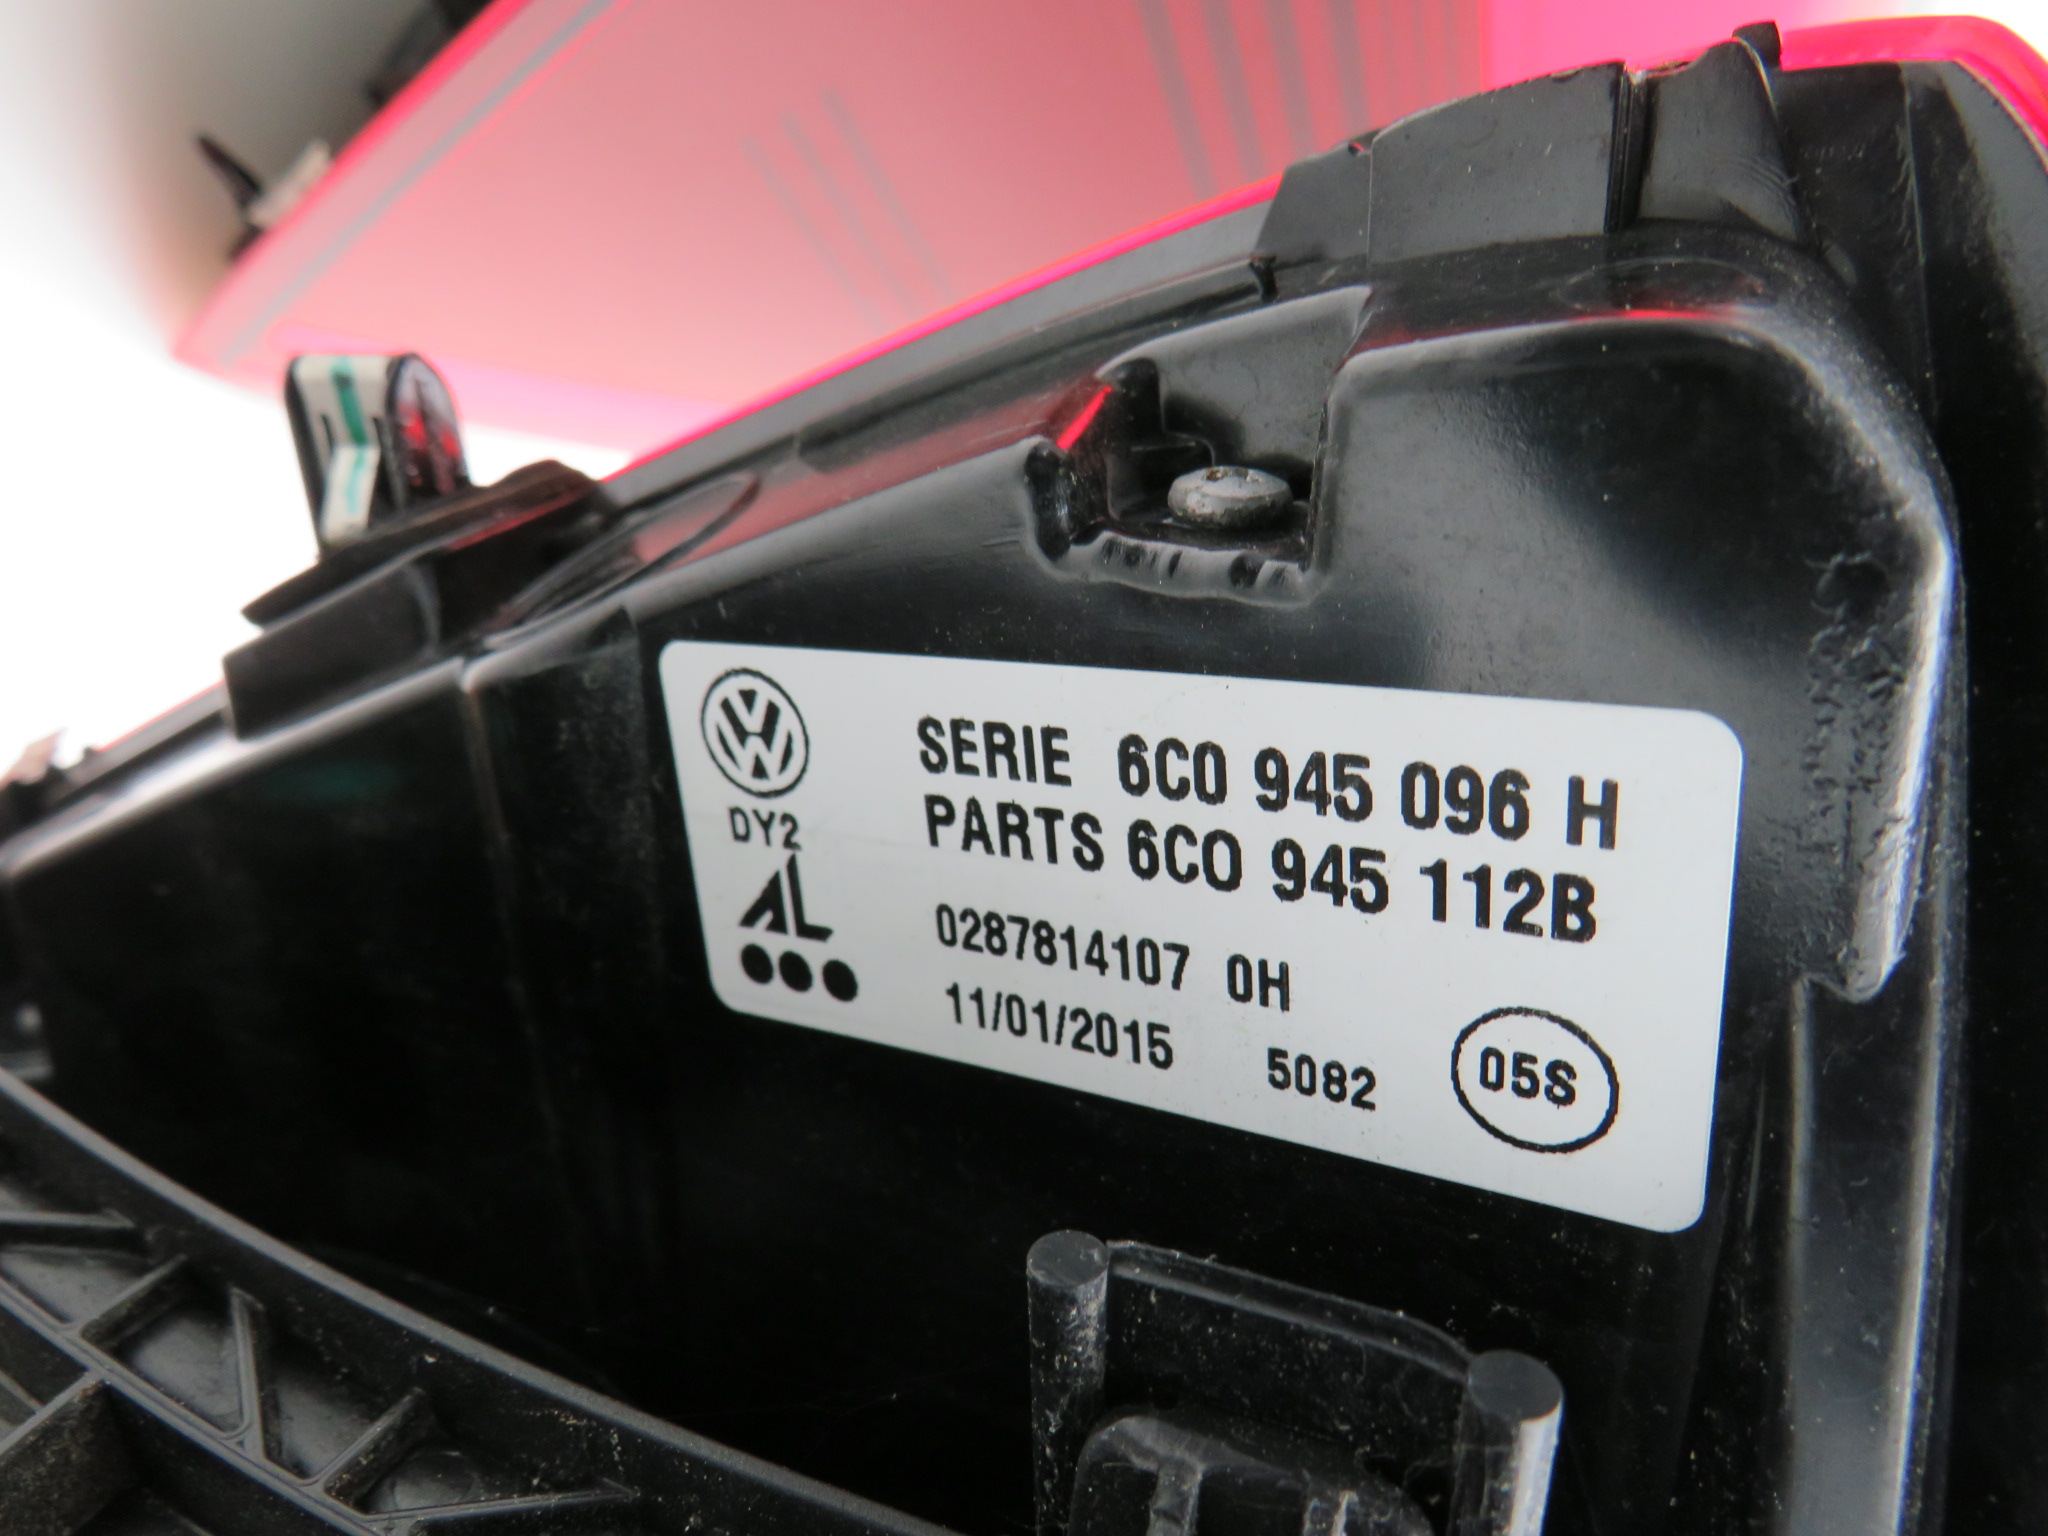 SERIE 6C0 945 096 H
PARTS 6C0 945 112B
DY2
AL
0287814107 0H
11/01/2015 5082 05S